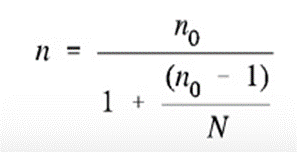 n = n₀ / (1 + (n₀ − 1) / N)